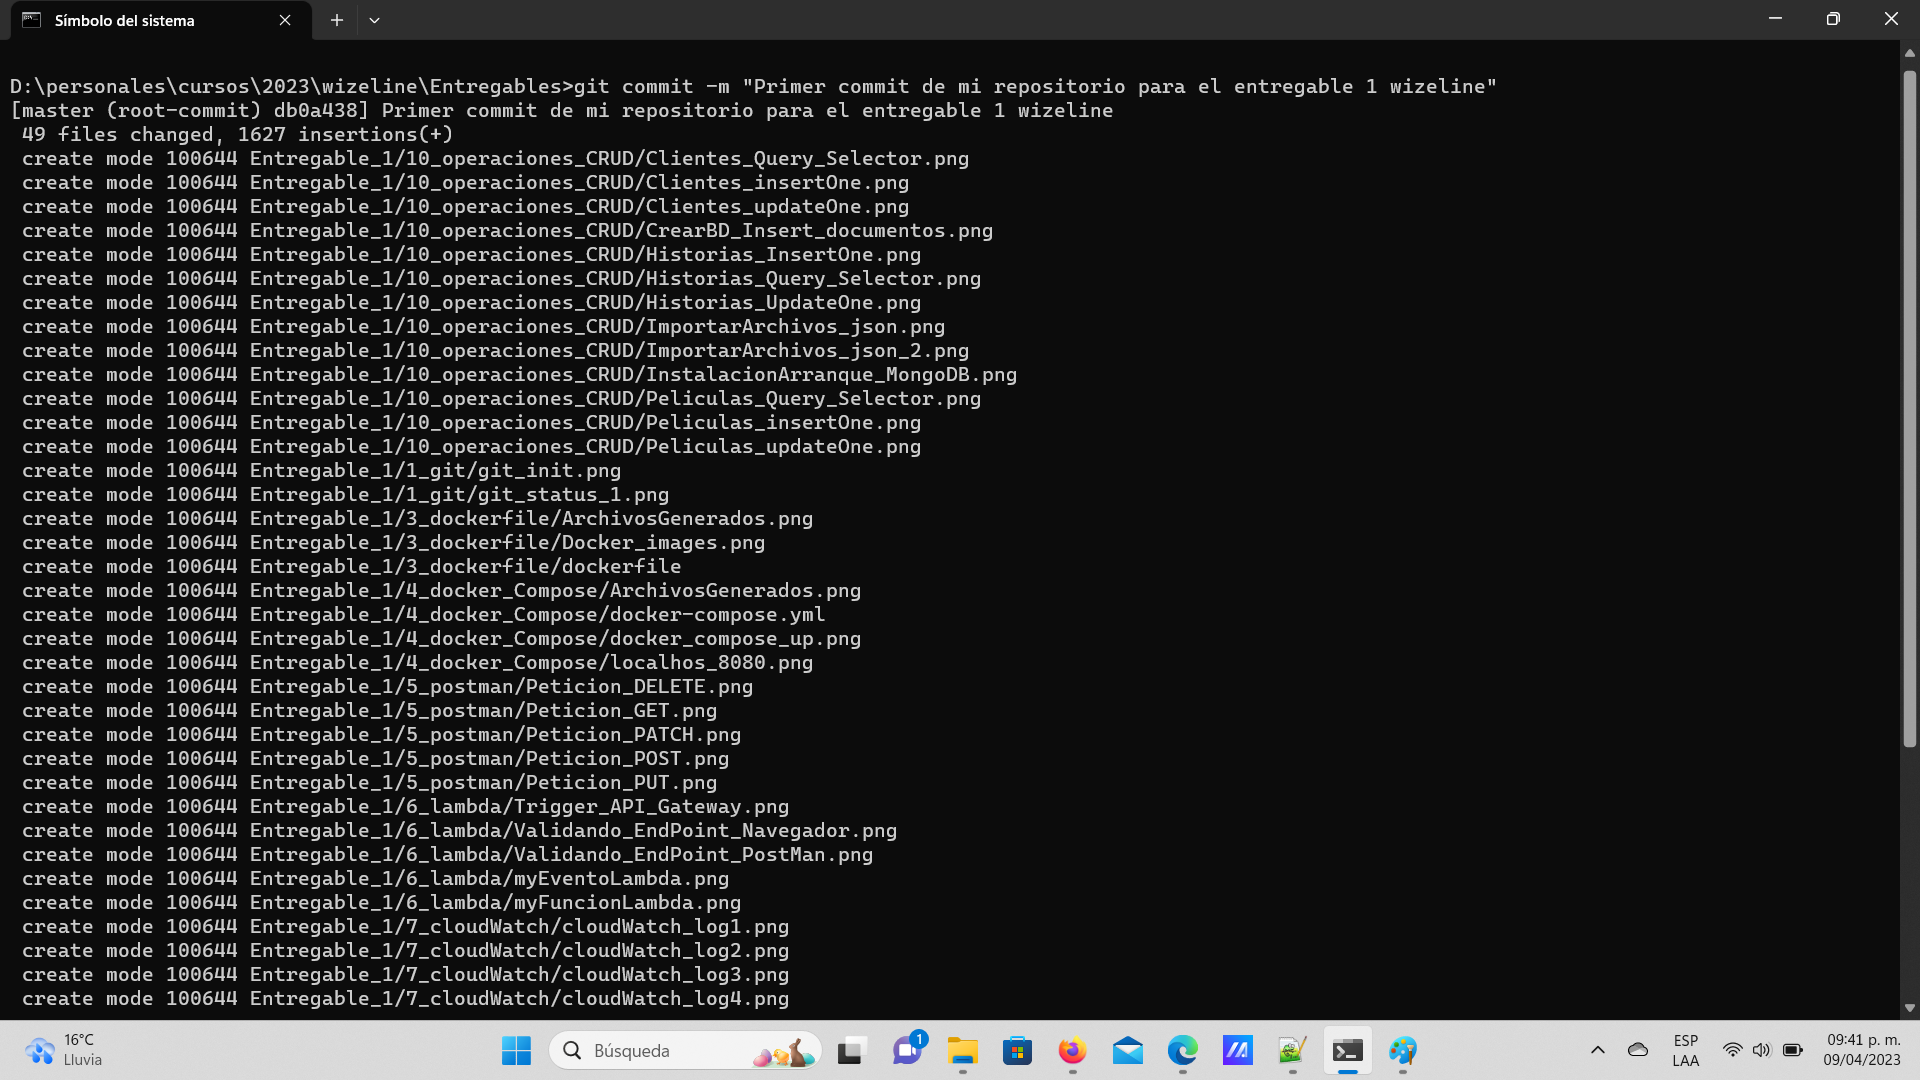 Símbolo del sistema
D:\personales\cursos\2023\wizeline\Entregables>git commit -m "Primer commit de mi repositorio para el entregable 1 wizeline"
[master (root-commit) db0a438] Primer commit de mi repositorio para el entregable 1 wizeline
49 files changed, 1627 insertions(+)
create mode 100644 Entregable_1/10_operaciones_CRUD/Clientes_Query_Selector.png
create mode 100644 Entregable_1/10_operaciones_CRUD/Clientes_insertOne.png
create mode 100644 Entregable_1/10_operaciones_CRUD/Clientes_updateOne.png
create mode 100644 Entregable_1/10_operaciones_CRUD/CrearBD_Insert_documentos.png
create mode 100644 Entregable_1/10_operaciones_CRUD/Historias_InsertOne.png
create mode 100644 Entregable_1/10_operaciones_CRUD/Historias_Query_Selector.png
create mode 100644 Entregable_1/10_operaciones_CRUD/Historias_UpdateOne.png
create mode 100644 Entregable_1/10_operaciones_CRUD/ImportarArchivos_json.png
create mode 100644 Entregable_1/10_operaciones_CRUD/ImportarArchivos_json_2.png
create mode 100644 Entregable_1/10_operaciones_CRUD/InstalacionArranque_MongoDB.png
create mode 100644 Entregable_1/10_operaciones_CRUD/Peliculas_Query_Selector.png
create mode 100644 Entregable_1/10_operaciones_CRUD/Peliculas_insertOne.png
create mode 100644 Entregable_1/10_operaciones_CRUD/Peliculas_updateOne.png
create mode 100644 Entregable_1/1_git/git_init.png
create mode 100644 Entregable_1/1_git/git_status_1.png
create mode 100644 Entregable_1/3_dockerfile/ArchivosGenerados.png
create mode 100644 Entregable_1/3_dockerfile/Docker_images.png
create mode 100644 Entregable_1/3_dockerfile/dockerfile
create mode 100644 Entregable_1/4_docker_Compose/ArchivosGenerados.png
create mode 100644 Entregable_1/4_docker_Compose/docker-compose.yml
create mode 100644 Entregable_1/4_docker_Compose/docker_compose_up.png
create mode 100644 Entregable_1/4_docker_Compose/localhos_8080.png
create mode 100644 Entregable_1/5_postman/Peticion_DELETE.png
create mode 100644 Entregable_1/5_postman/Peticion_GET.png
create mode 100644 Entregable_1/5_postman/Peticion_PATCH.png
create mode 100644 Entregable_1/5_postman/Peticion_POST.png
create mode 100644 Entregable_1/5_postman/Peticion_PUT.png
create mode 100644 Entregable_1/6_lambda/Trigger_API_Gateway.png
create mode 100644 Entregable_1/6_lambda/Validando_EndPoint_Navegador.png
create mode 100644 Entregable_1/6_lambda/Validando_EndPoint_PostMan.png
create mode 100644 Entregable_1/6_lambda/myEventoLambda.png
create mode 100644 Entregable_1/6_lambda/myFuncionLambda.png
create mode 100644 Entregable_1/7_cloudWatch/cloudWatch_log1.png
create mode 100644 Entregable_1/7_cloudWatch/cloudWatch_log2.png
create mode 100644 Entregable_1/7_cloudWatch/cloudWatch_log3.png
create mode 100644 Entregable_1/7_cloudWatch/cloudWatch_log4.png
16°C
Lluvia
Búsqueda
1
ESP
LAA
09:41 p. m.
09/04/2023